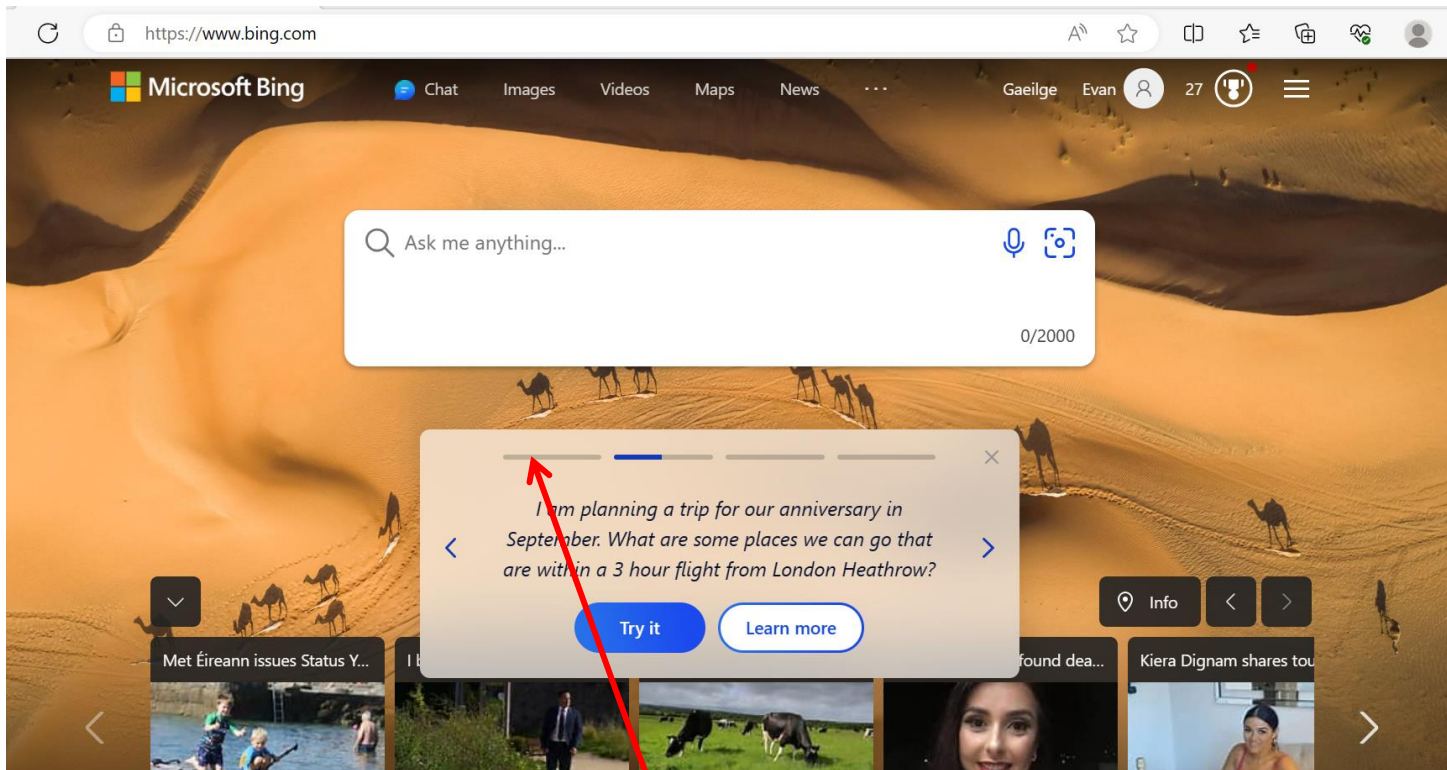 https://www.bing.com
Microsoft Bing Chat Images Videos Maps News ... Gaeilge Evan 27
Ask me anything...
0/2000
I am planning a trip for our anniversary in
September. What are some places we can go that
are within a 3 hour flight from London Heathrow?
Try it Learn more
Info
Met Éireann issues Status Y... I found dea... Kiera Dignam shares tou